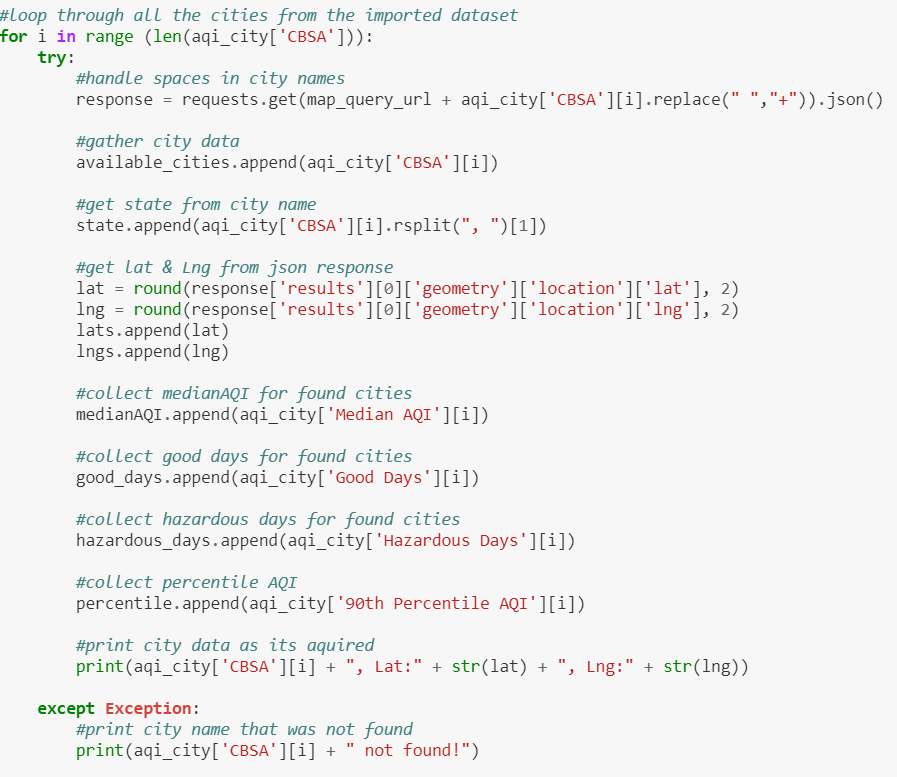 #loop through all the cities from the imported dataset
for i in range (len(aqi_city['CBSA'])):
    try:
        #handle spaces in city names
        response = requests.get(map_query_url + aqi_city['CBSA'][i].replace(" ","+")).json()

        #gather city data
        available_cities.append(aqi_city['CBSA'][i])

        #get state from city name
        state.append(aqi_city['CBSA'][i].rsplit(", ")[1])

        #get lat & Lng from json response
        lat = round(response['results'][0]['geometry']['location']['lat'], 2)
        lng = round(response['results'][0]['geometry']['location']['lng'], 2)
        lats.append(lat)
        lngs.append(lng)

        #collect medianAQI for found cities
        medianAQI.append(aqi_city['Median AQI'][i])

        #collect good days for found cities
        good_days.append(aqi_city['Good Days'][i])

        #collect hazardous days for found cities
        hazardous_days.append(aqi_city['Hazardous Days'][i])

        #collect percentile AQI
        percentile.append(aqi_city['90th Percentile AQI'][i])

        #print city data as its aquired
        print(aqi_city['CBSA'][i] + ", Lat:" + str(lat) + ", Lng:" + str(lng))

    except Exception:
        #print city name that was not found
        print(aqi_city['CBSA'][i] + " not found!")